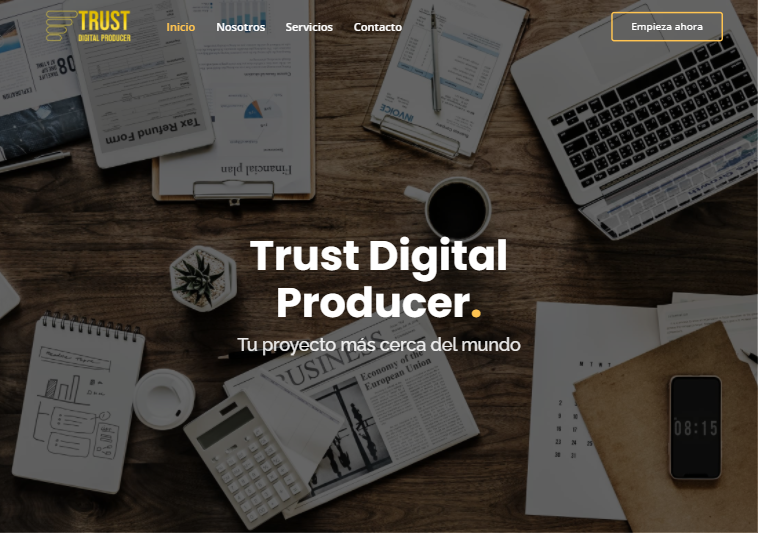 TRUST
DIGITAL PRODUCER
Inicio
Nosotros
Servicios
Contacto
Empieza ahora
Tax Refund Form
Financial plan
INVOICE
Trust Digital
Producer.
Tu proyecto más cerca del mundo
BUSINESS
Economy of the
European Union
08:15